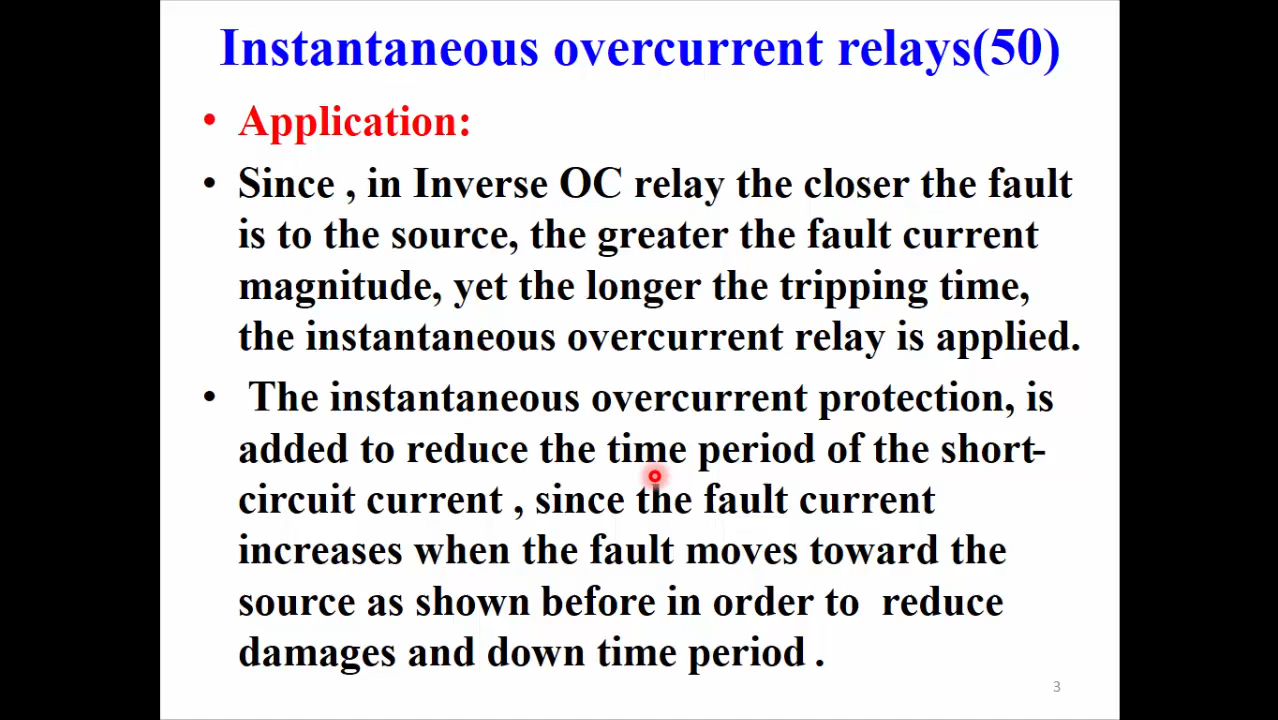 Instantaneous overcurrent relays(50)
• Application:
• Since , in Inverse OC relay the closer the fault
is to the source, the greater the fault current
magnitude, yet the longer the tripping time,
the instantaneous overcurrent relay is applied.
• The instantaneous overcurrent protection, is
added to reduce the time period of the short-
circuit current , since the fault current
increases when the fault moves toward the
source as shown before in order to reduce
damages and down time period .
3